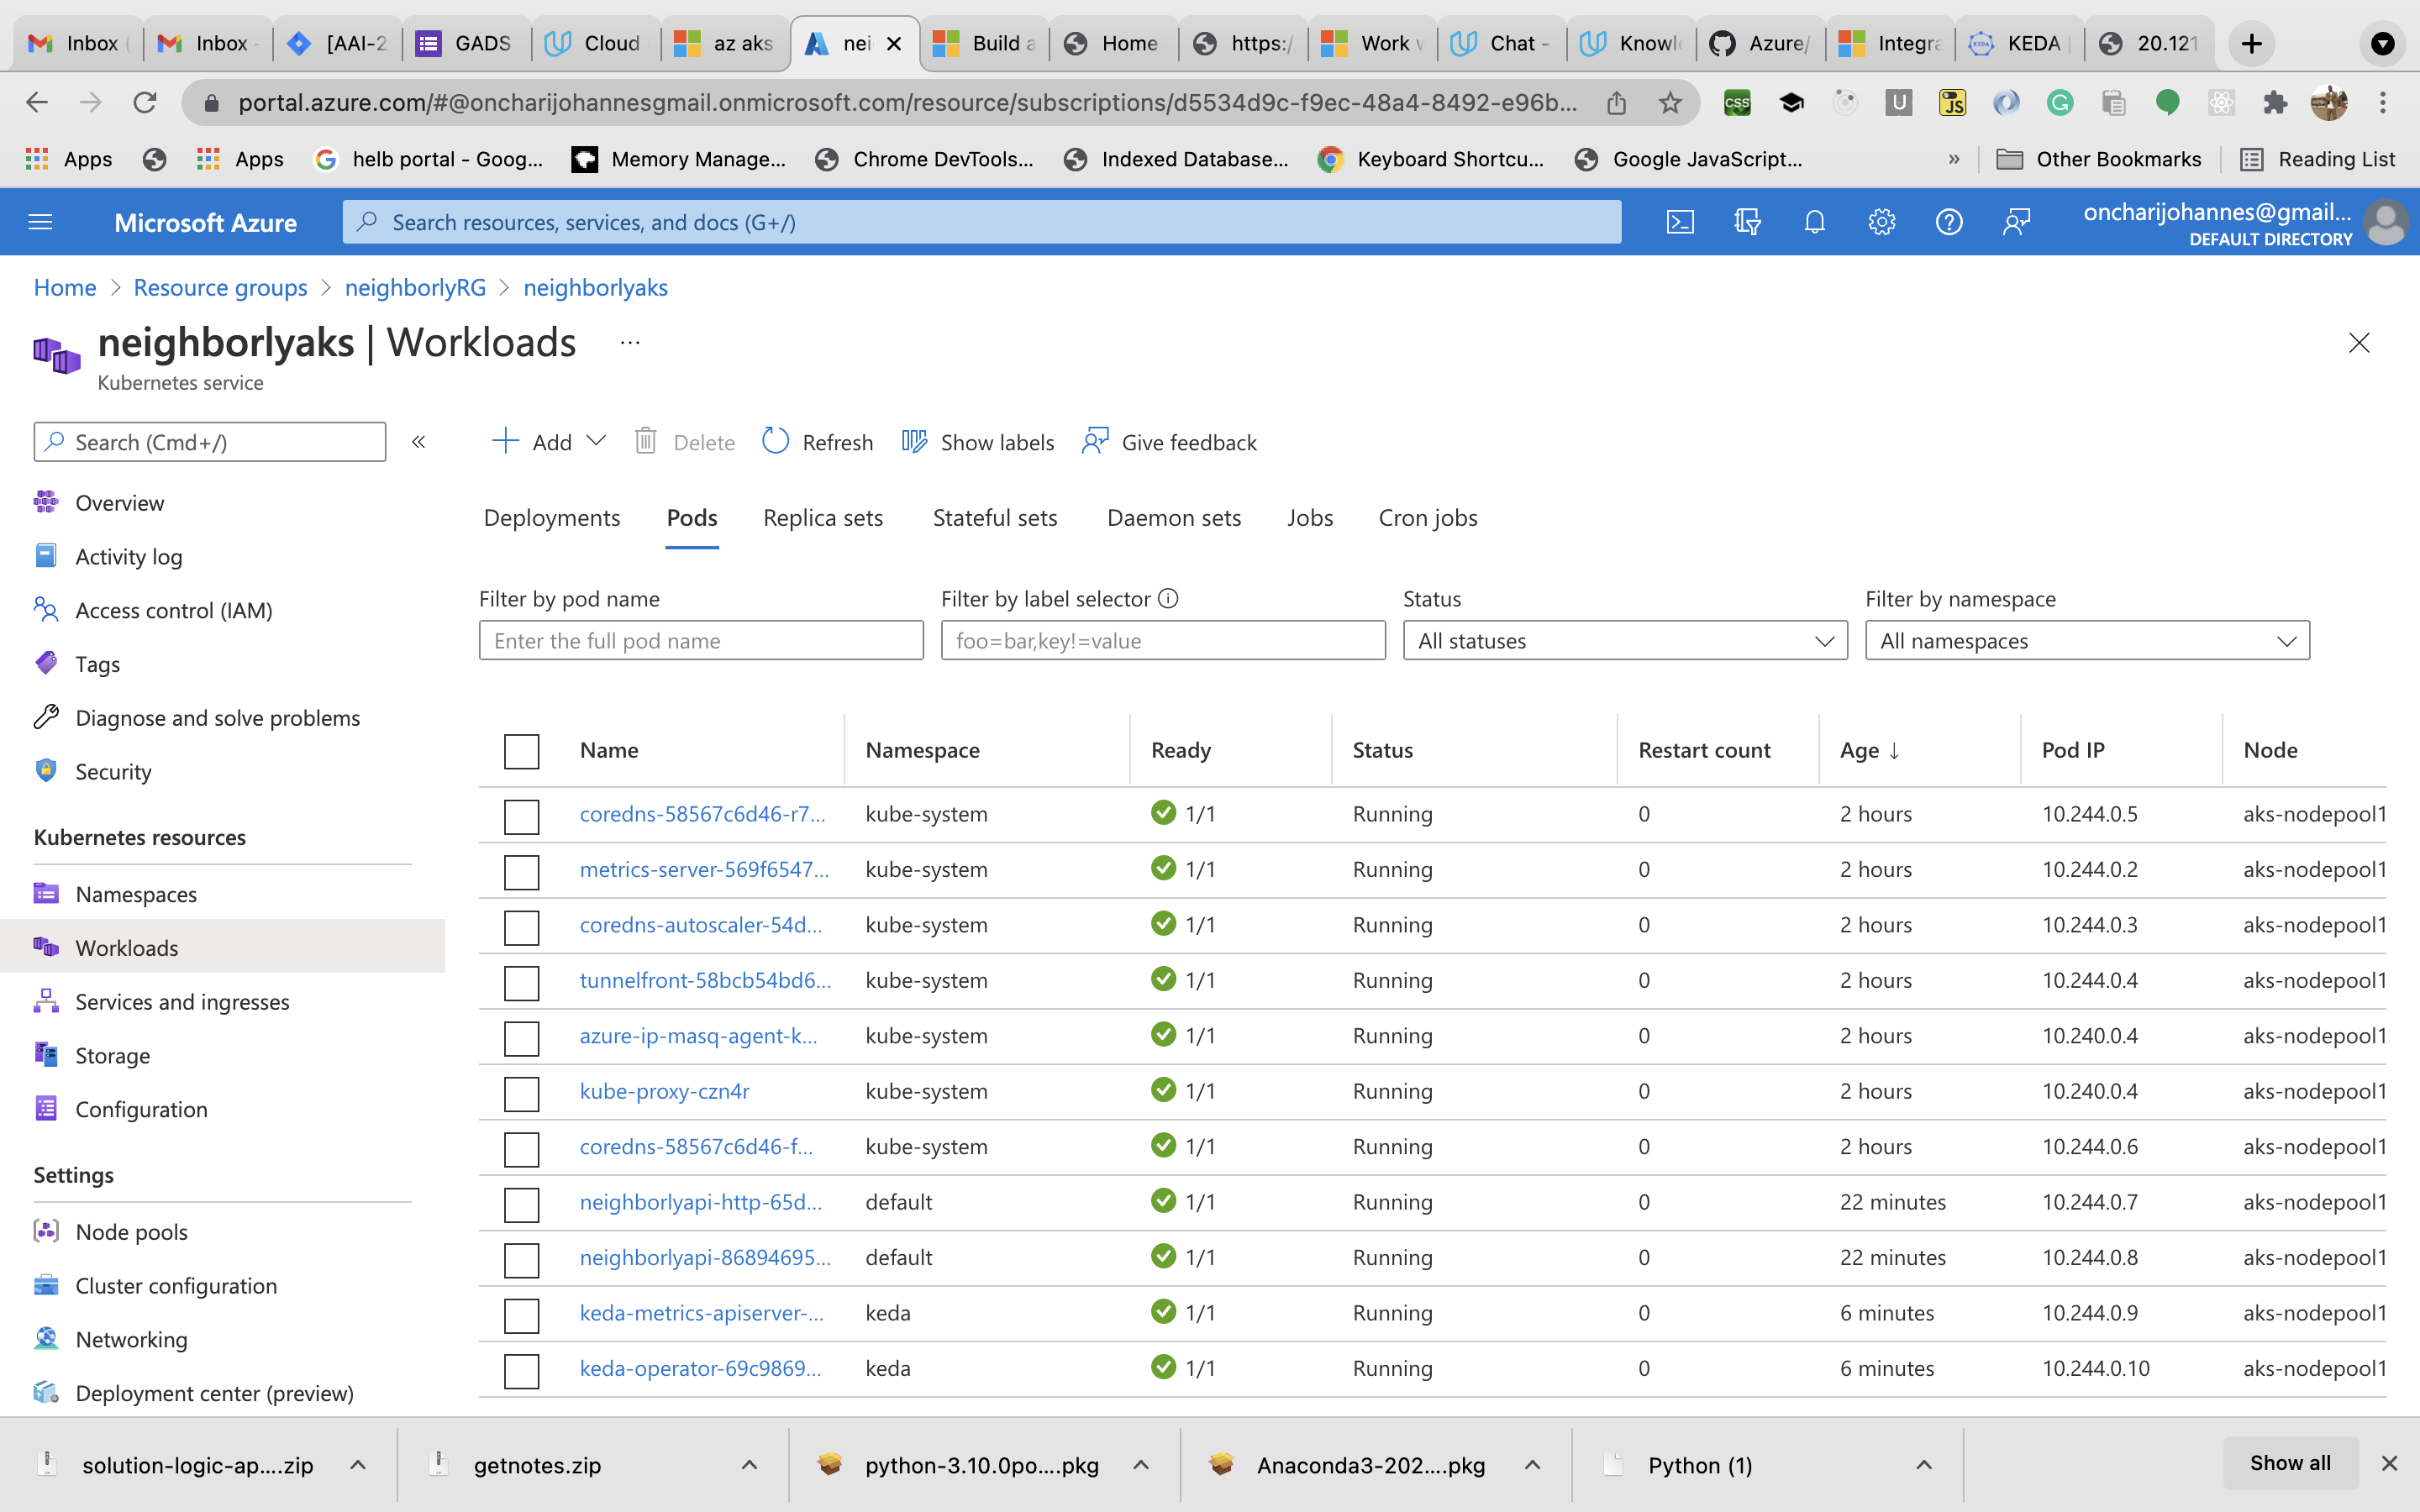 Inbox ( Inbox - [AAI-2 GADS Cloud az aks nei Build a Home https:/ Work w Chat - Knowle Azure/ Integra KEDA 20.121
portal.azure.com/#@oncharijohannesgmail.onmicrosoft.com/resource/subscriptions/d5534d9c-f9ec-48a4-8492-e96b... CSS U JS
Apps Apps helb portal - Goog... Memory Manage... Chrome DevTools... Indexed Database... Keyboard Shortcu... Google JavaScript... » Other Bookmarks Reading List
Microsoft Azure Search resources, services, and docs (G+/) oncharijohannes@gmail...
DEFAULT DIRECTORY
Home > Resource groups > neighborlyRG > neighborlyaks
neighborlyaks | Workloads ...
Kubernetes service
Search (Cmd+/) «
Add Delete Refresh Show labels Give feedback
Overview
Activity log
Access control (IAM)
Tags
Diagnose and solve problems
Security
Kubernetes resources
Namespaces
Workloads
Services and ingresses
Storage
Configuration
Settings
Node pools
Cluster configuration
Networking
Deployment center (preview)
Deployments Pods Replica sets Stateful sets Daemon sets Jobs Cron jobs
Filter by pod name Filter by label selector Status Filter by namespace
Enter the full pod name foo=bar,key!=value All statuses All namespaces
Name Namespace Ready Status Restart count Age ↓ Pod IP Node
coredns-58567c6d46-r7... kube-system 1/1 Running 0 2 hours 10.244.0.5 aks-nodepool1
metrics-server-569f6547... kube-system 1/1 Running 0 2 hours 10.244.0.2 aks-nodepool1
coredns-autoscaler-54d... kube-system 1/1 Running 0 2 hours 10.244.0.3 aks-nodepool1
tunnelfront-58bcb54bd6... kube-system 1/1 Running 0 2 hours 10.244.0.4 aks-nodepool1
azure-ip-masq-agent-k... kube-system 1/1 Running 0 2 hours 10.240.0.4 aks-nodepool1
kube-proxy-czn4r kube-system 1/1 Running 0 2 hours 10.240.0.4 aks-nodepool1
coredns-58567c6d46-f... kube-system 1/1 Running 0 2 hours 10.244.0.6 aks-nodepool1
neighborlyapi-http-65d... default 1/1 Running 0 22 minutes 10.244.0.7 aks-nodepool1
neighborlyapi-86894695... default 1/1 Running 0 22 minutes 10.244.0.8 aks-nodepool1
keda-metrics-apiserver-... keda 1/1 Running 0 6 minutes 10.244.0.9 aks-nodepool1
keda-operator-69c9869... keda 1/1 Running 0 6 minutes 10.244.0.10 aks-nodepool1
solution-logic-ap....zip getnotes.zip python-3.10.0po....pkg Anaconda3-202....pkg Python (1) Show all